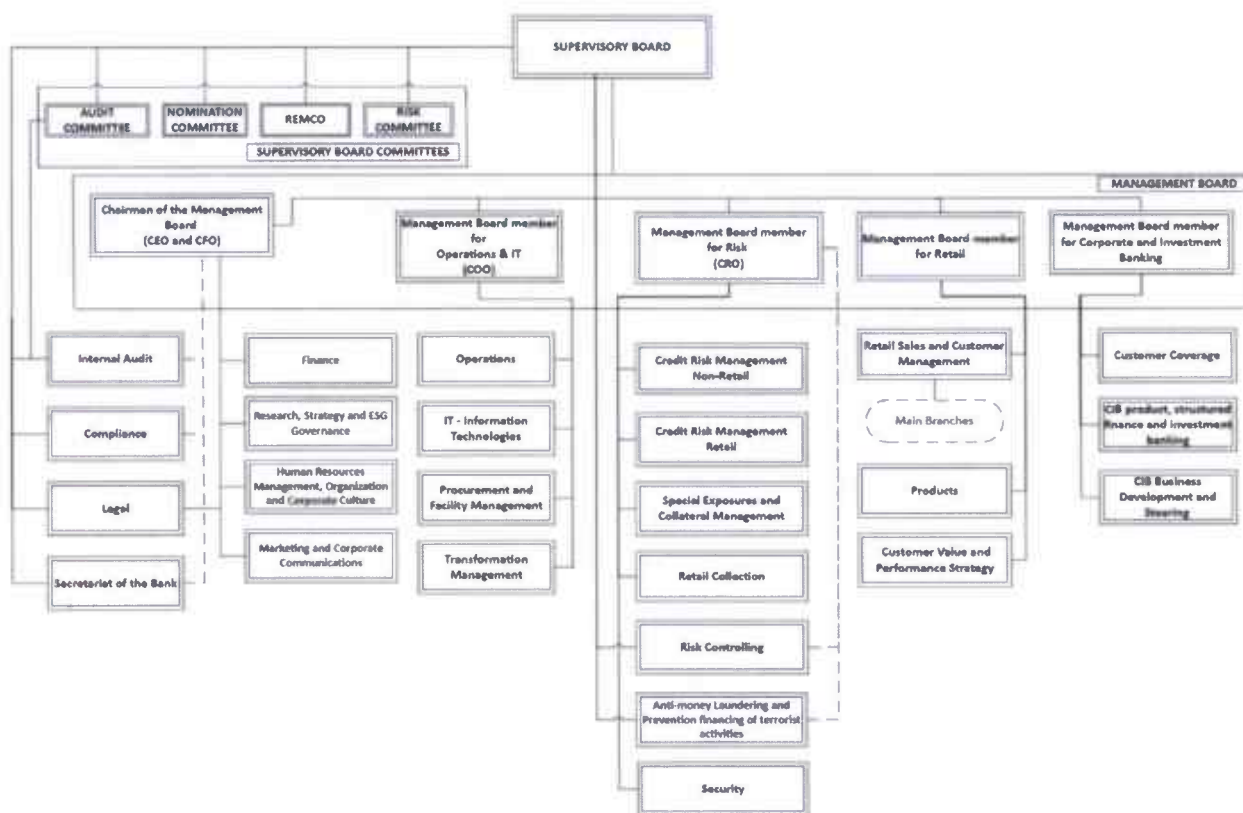 SUPERVISORY BOARD
AUDIT
COMMITTEE
NOMINATION
COMMITTEE
REMCO
RISK
COMMITTEE
SUPERVISORY BOARD COMMITTEES
MANAGEMENT BOARD
Chairman of the Management
Board
(CEO and CFO)
Management Board member
for
Operations & IT
(COO)
Management Board member
for Risk
(CRO)
Management Board member
for Retail
Management Board member
for Corporate and Investment
Banking
Internal Audit
Compliance
Legal
Secretariat of the Bank
Finance
Research, Strategy and ESG
Governance
Human Resources
Management, Organization
and Corporate Culture
Marketing and Corporate
Communications
Operations
IT - Information
Technologies
Procurement and
Facility Management
Transformation
Management
Credit Risk Management
Non-Retail
Credit Risk Management
Retail
Special Exposures and
Collateral Management
Retail Collection
Risk Controlling
Anti-money Laundering and
Prevention financing of terrorist
activities
Security
Retail Sales and Customer
Management
Main Branches
Products
Customer Value and
Performance Strategy
Customer Coverage
CIB product, structured
finance and investment
banking
CIB Business
Development and
Steering